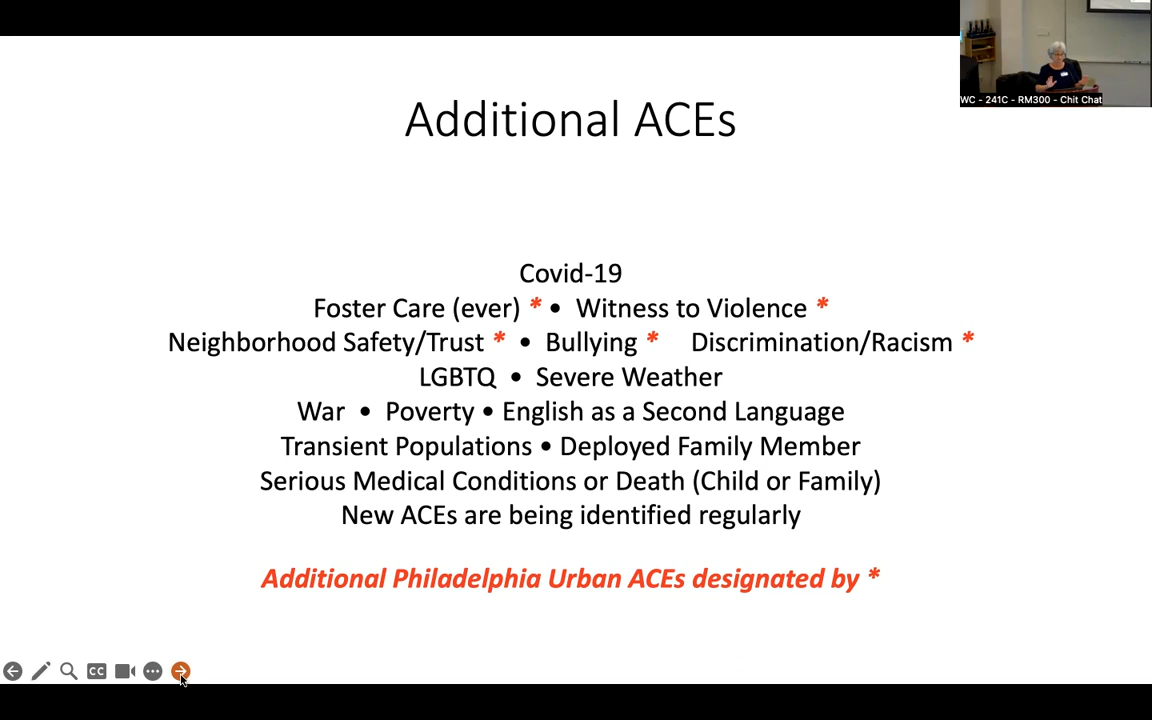 WC - 241C - RM300 - Chit Chat
Additional ACEs
Covid-19
Foster Care (ever) * • Witness to Violence *
Neighborhood Safety/Trust * • Bullying * Discrimination/Racism *
LGBTQ • Severe Weather
War • Poverty • English as a Second Language
Transient Populations • Deployed Family Member
Serious Medical Conditions or Death (Child or Family)
New ACEs are being identified regularly
Additional Philadelphia Urban ACEs designated by *
CC